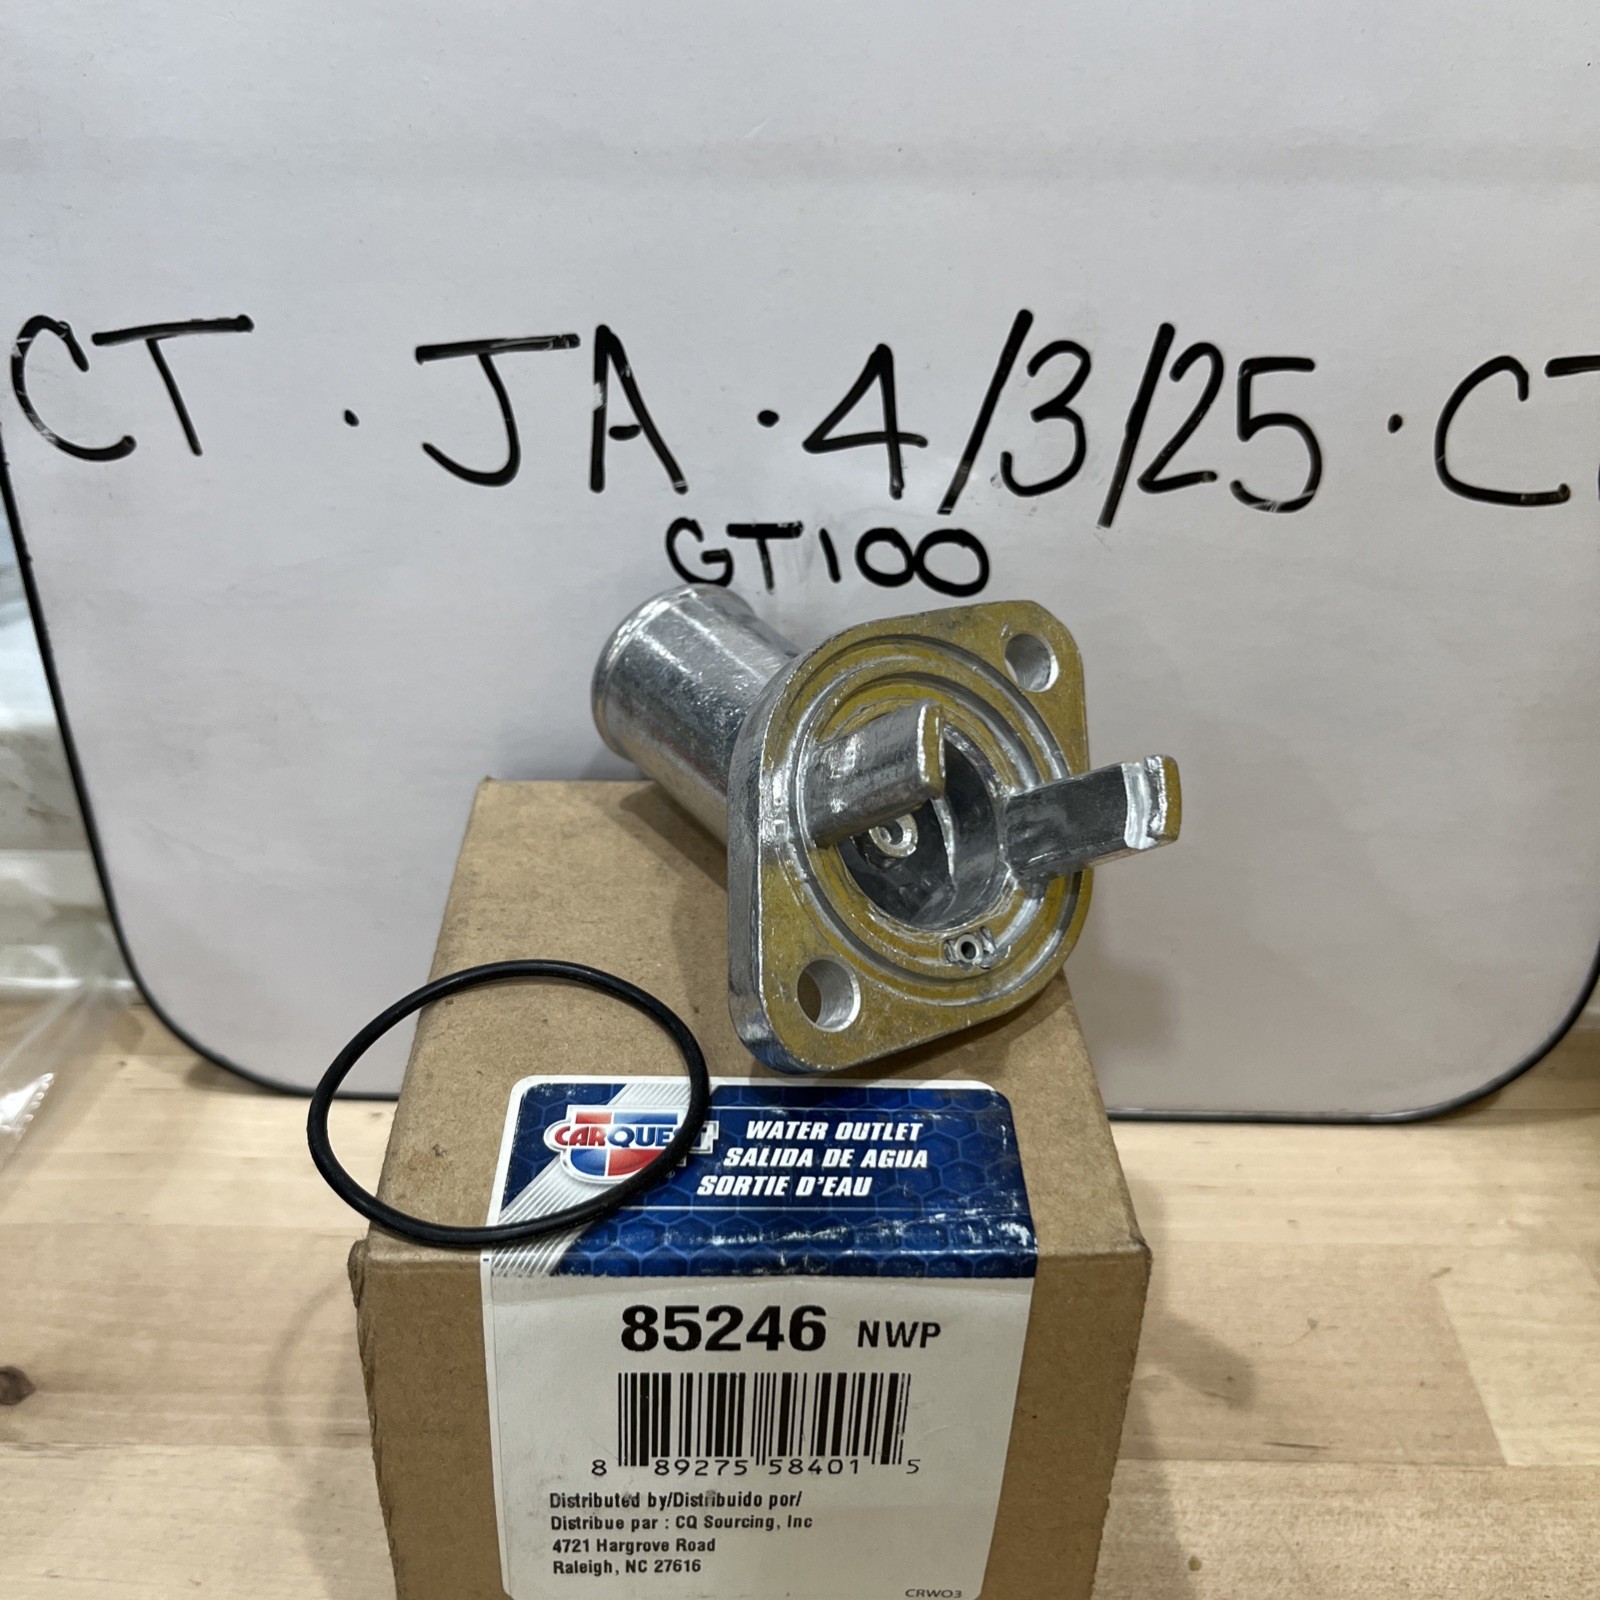 CT · JA · 4/3/25 · CT
GT100
CARQUEST
WATER OUTLET
SALIDA DE AGUA
SORTIE D'EAU
85246 NWP
8 89275 58401 5
Distributed by/Distribuido por/
Distribue par : CQ Sourcing, Inc
4721 Hargrove Road
Raleigh, NC 27616
CRWO3